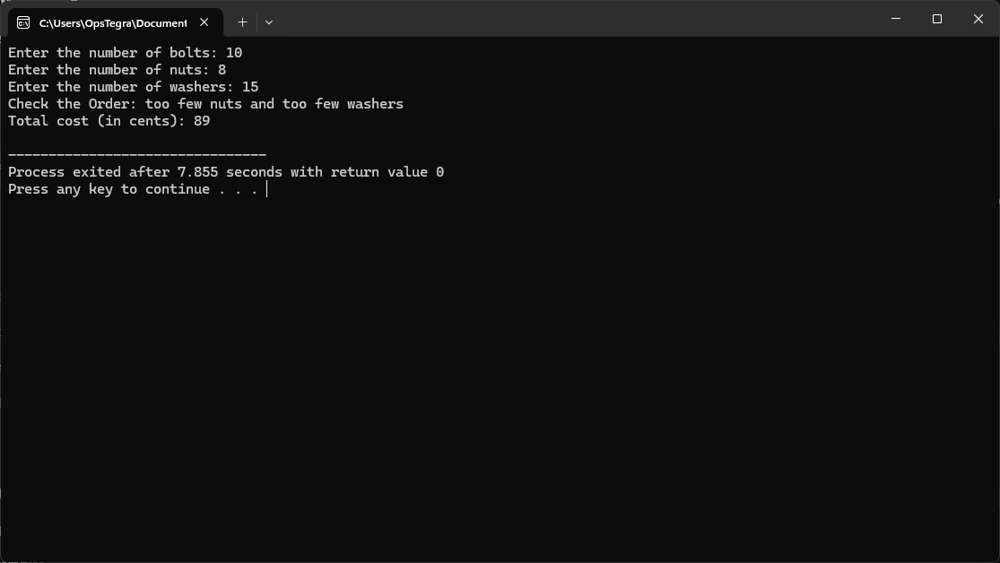 C:\Users\OpsTegra\Document
Enter the number of bolts: 10
Enter the number of nuts: 8
Enter the number of washers: 15
Check the Order: too few nuts and too few washers
Total cost (in cents): 89
--------------------------------
Process exited after 7.855 seconds with return value 0
Press any key to continue . . .